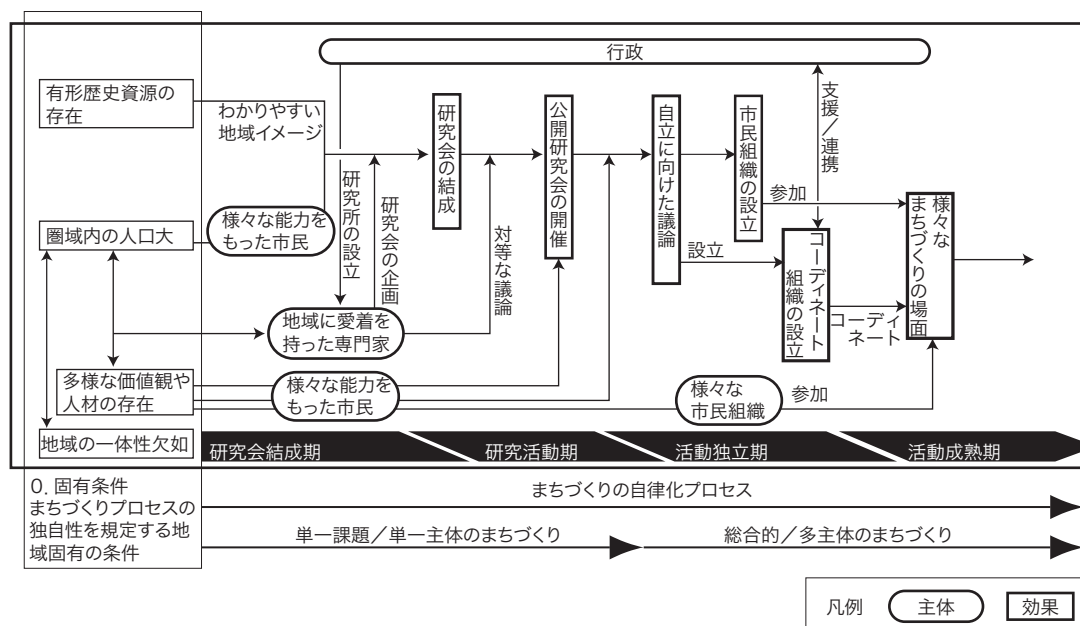 行政
有形歴史資源の
存在
わかりやすい
地域イメージ
圏域内の人口大
様々な能力を
もった市民
研究所の設立
研究会の企画
研究会の結成
対等な議論
公開研究会の開催
自立に向けた議論
市民組織の設立
支援／連携
参加
設立
コーディネート
組織の設立
コーディ
ネート
様々な
まちづくりの場面
地域に愛着を
持った専門家
多様な価値観や
人材の存在
様々な能力を
もった市民
様々な
市民組織
参加
地域の一体性欠如
研究会結成期
研究活動期
活動独立期
活動成熟期
0. 固有条件
まちづくりプロセスの
独自性を規定する地
域固有の条件
まちづくりの自律化プロセス
単一課題／単一主体のまちづくり
総合的／多主体のまちづくり
凡例
主体
効果